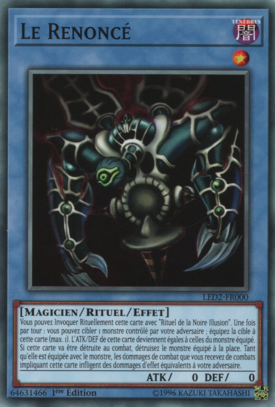 Le Renoncé
TÉNÈBRES
闇
LED2-FR000
[Magicien/Rituel/Effet]
Vous pouvez Invoquer Rituellement cette carte avec "Rituel de la Noire Illusion". Une fois
par tour : vous pouvez cibler 1 monstre contrôlé par votre adversaire ; équipez la cible à
cette carte (max. 1). L'ATK/DEF de cette carte deviennent égales à celles du monstre équipé.
Si cette carte va être détruite au combat, détruisez le monstre équipé à la place. Tant
qu'elle est équipée avec le monstre, les dommages de combat que vous recevez de combats
impliquant cette carte infligent des dommages d'effet équivalents à votre adversaire.
ATK/ 0 DEF/ 0
64631466 1st Edition ©1996 KAZUKI TAKAHASHI